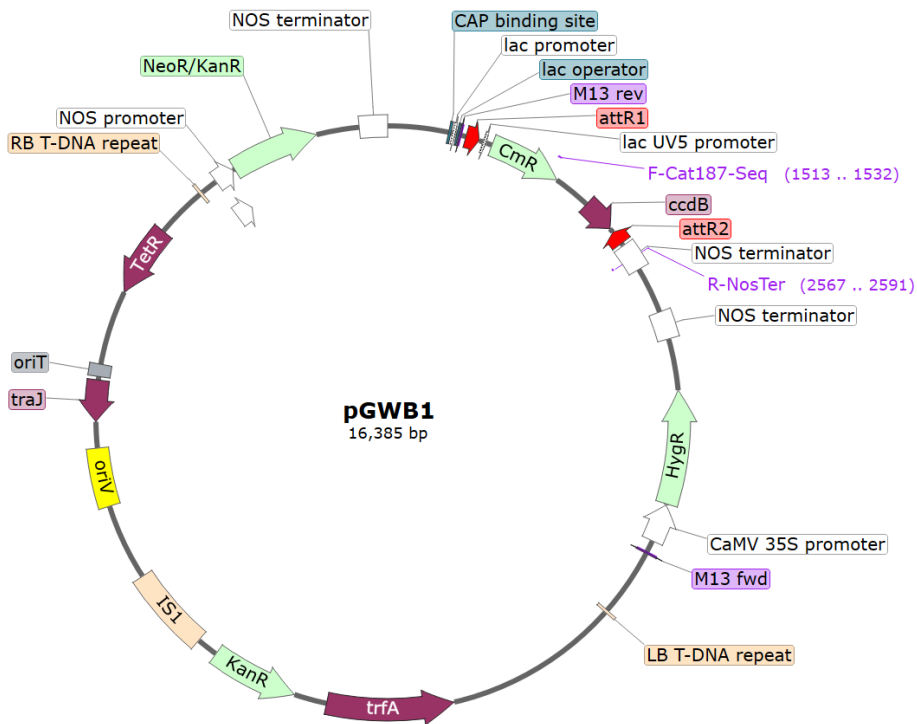 NOS terminator
CAP binding site
lac promoter
lac operator
NeoR/KanR
M13 rev
attR1
NOS promoter
lac UV5 promoter
RB T-DNA repeat
CmR
F-Cat187-Seq (1513 .. 1532)
ccdB
attR2
NOS terminator
TetR
R-NosTer (2567 .. 2591)
NOS terminator
oriT
traJ
pGWB1
16,385 bp
HygR
oriV
CaMV 35S promoter
M13 fwd
IS1
LB T-DNA repeat
KanR
trfA